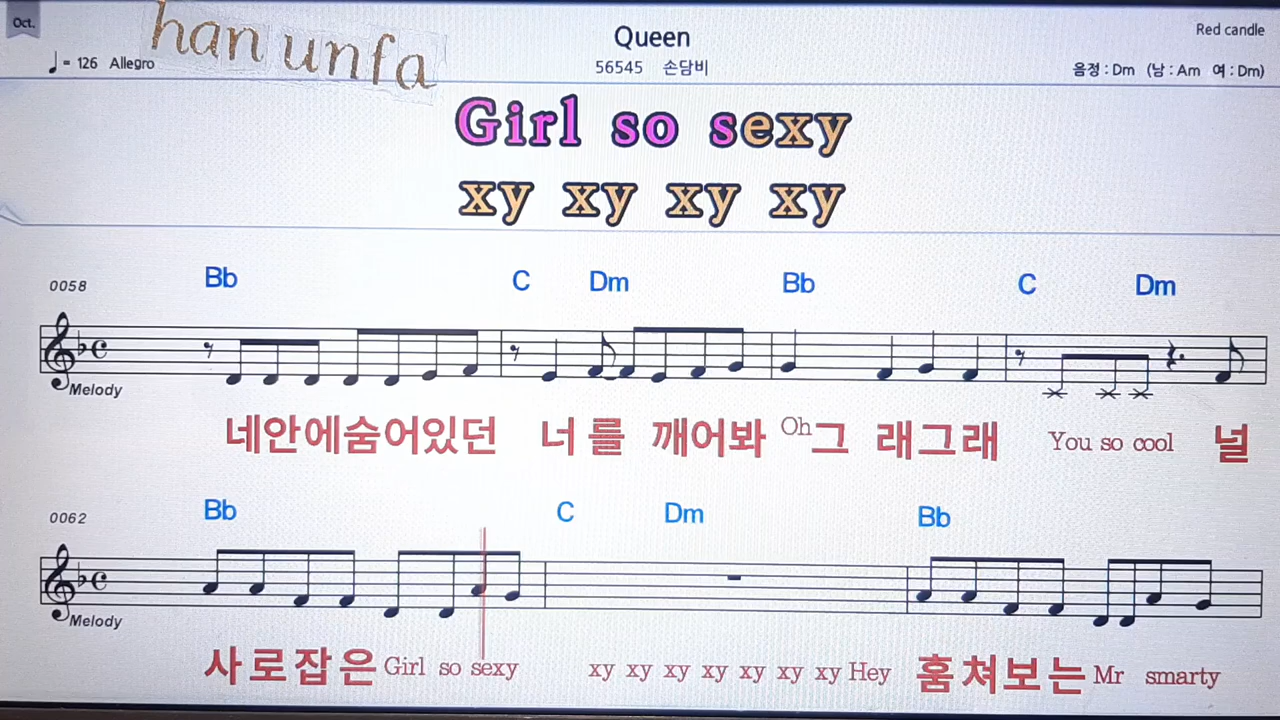 Oct.
han unfa
Queen
Red candle
♩ = 126 Allegro
56545 손담비
음정 : Dm (남 : Am 여 : Dm)
Girl so sexy
xy xy xy xy
0058
Bb C Dm Bb C Dm
Melody
네안에숨어있던 너를 깨어봐 Oh그 래그래 You so cool 널
0062
Bb C Dm Bb
Melody
사로잡은 Girl so sexy xy xy xy xy xy xy xy Hey 훔쳐보는 Mr smarty